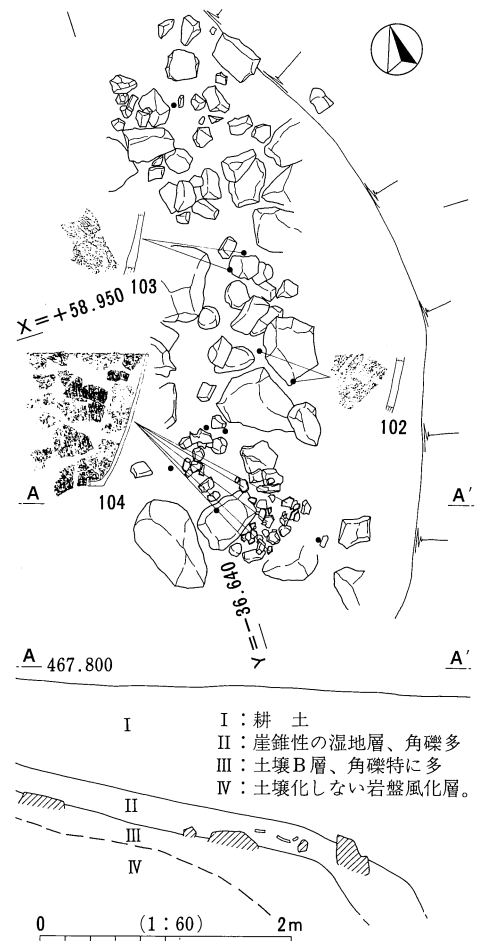 103
X=+58.950
102
104
A A′
Y=-36.640
A 467.800 A′
I
I：耕　土
II：崖錐性の湿地層、角礫多
III：土壌B層、角礫特に多
IV：土壌化しない岩盤風化層。
II
III
IV
0 (1:60) 2m